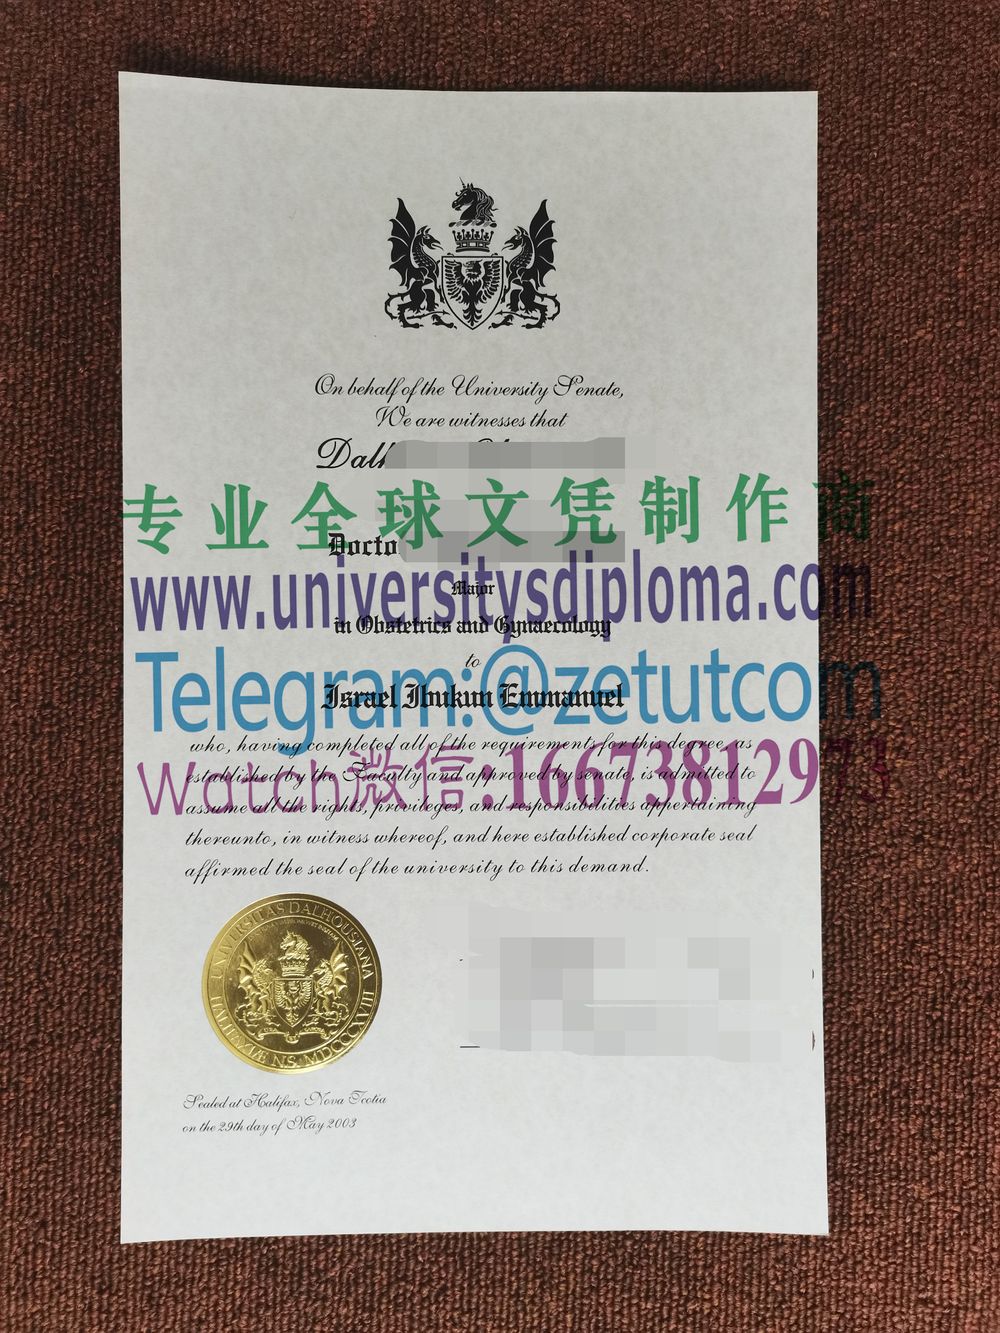 On behalf of the University Senate,
We are witnesses that
专业全球文凭制作商
Major
www.universitysdiploma.com
in Obstetrics and Gynaecology
to
Telegram:@zetutcom
Israel Ibukun Emmanuel
who, having completed all of the requirements for this degree, as
Watch微信:16673812973
established by the Faculty and approved by senate, is admitted to
assume all the rights, privileges, and responsibilities appertaining
thereunto, in witness whereof, and here established corporate seal
affirmed the seal of the university to this demand.
UNIVERSITAS DALHOUSIANA
HALIFAXIÆ N.S. MDCCCXVIII
Sealed at Halifax, Nova Scotia
on the 29th day of May 2003